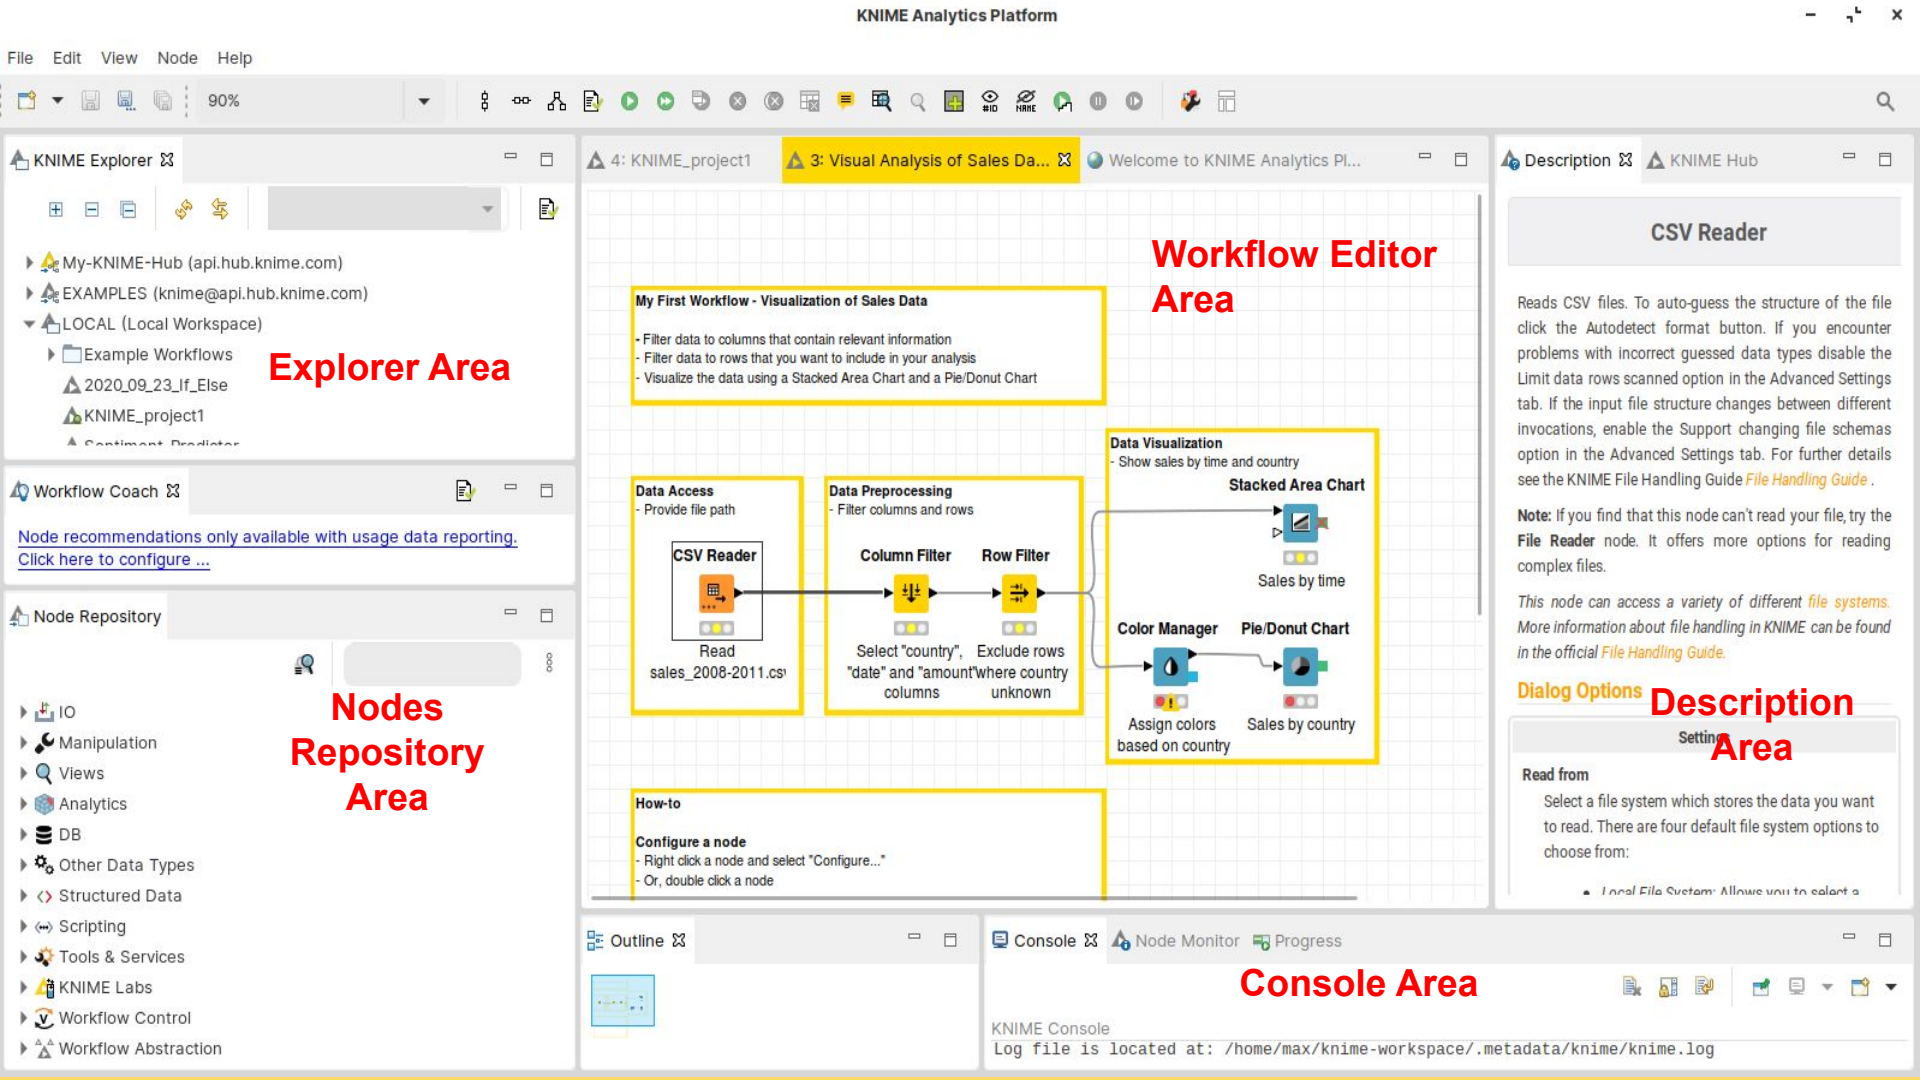 KNIME Analytics Platform
File Edit View Node Help
90%
#ID
NAME
KNIME Explorer
My-KNIME-Hub (api.hub.knime.com)
EXAMPLES (knime@api.hub.knime.com)
LOCAL (Local Workspace)
Example Workflows
2020_09_23_If_Else
KNIME_project1
Sentiment_Predictor
Explorer Area
Workflow Coach
Node recommendations only available with usage data reporting.
Click here to configure ...
Node Repository
IO
Manipulation
Views
Analytics
DB
Other Data Types
Structured Data
Scripting
Tools & Services
KNIME Labs
Workflow Control
Workflow Abstraction
Nodes
Repository
Area
4: KNIME_project1
3: Visual Analysis of Sales Da...
Welcome to KNIME Analytics Pl...
Workflow Editor
Area
My First Workflow - Visualization of Sales Data
- Filter data to columns that contain relevant information
- Filter data to rows that you want to include in your analysis
- Visualize the data using a Stacked Area Chart and a Pie/Donut Chart
Data Access
- Provide file path
CSV Reader
Read
sales_2008-2011.csv
Data Preprocessing
- Filter columns and rows
Column Filter
Select "country",
"date" and "amount"
columns
Row Filter
Exclude rows
where country
unknown
Data Visualization
- Show sales by time and country
Stacked Area Chart
Sales by time
Color Manager
Assign colors
based on country
Pie/Donut Chart
Sales by country
How-to
Configure a node
- Right click a node and select "Configure..."
- Or, double click a node
Description
KNIME Hub
CSV Reader
Reads CSV files. To auto-guess the structure of the file
click the Autodetect format button. If you encounter
problems with incorrect guessed data types disable the
Limit data rows scanned option in the Advanced Settings
tab. If the input file structure changes between different
invocations, enable the Support changing file schemas
option in the Advanced Settings tab. For further details
see the KNIME File Handling Guide File Handling Guide .
Note: If you find that this node can't read your file, try the
File Reader node. It offers more options for reading
complex files.
This node can access a variety of different file systems.
More information about file handling in KNIME can be found
in the official File Handling Guide.
Dialog Options
Description
Area
Settings
Read from
Select a file system which stores the data you want
to read. There are four default file system options to
choose from:
• Local File System: Allows you to select a
Outline
Console
Node Monitor
Progress
Console Area
KNIME Console
Log file is located at: /home/max/knime-workspace/.metadata/knime/knime.log